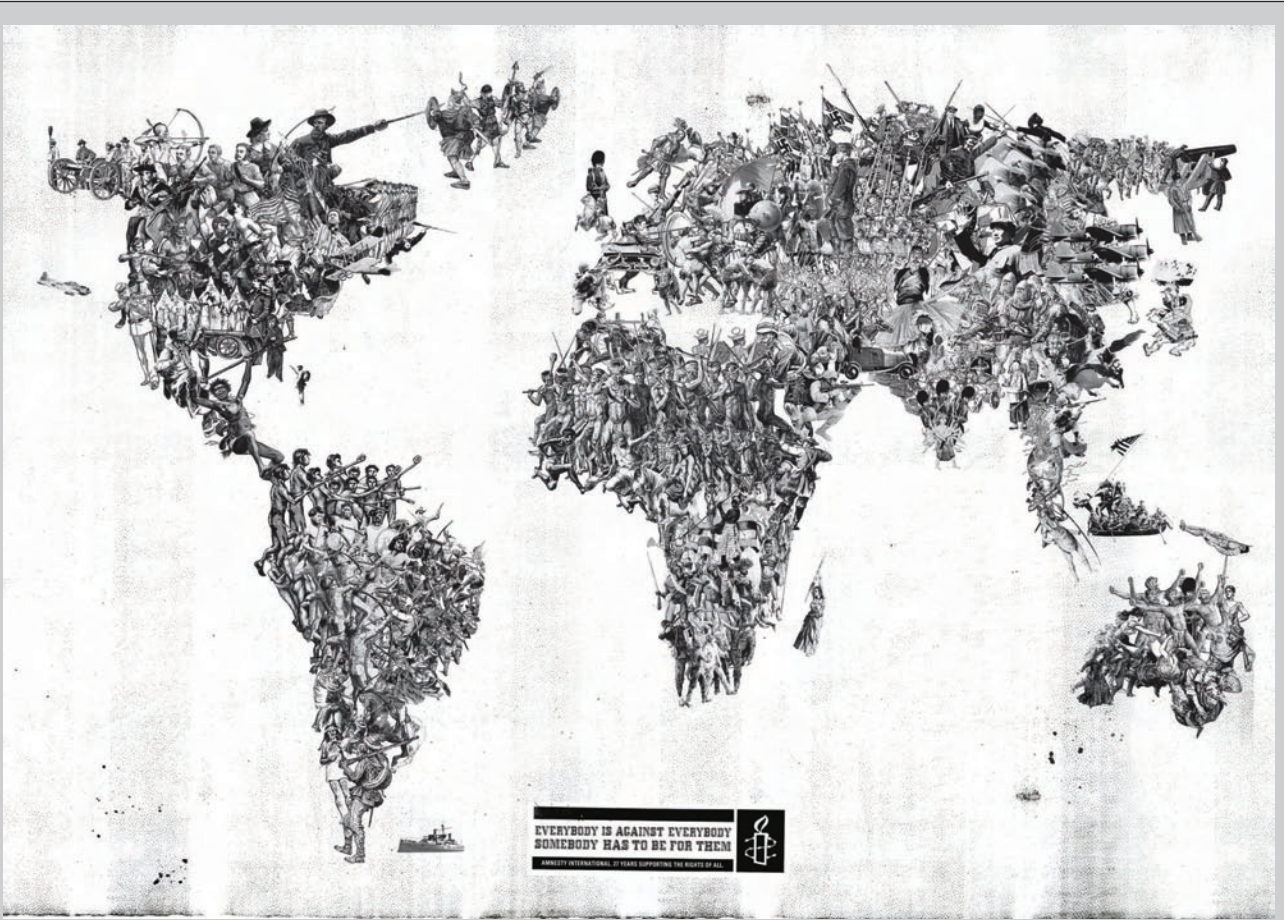 EVERYBODY IS AGAINST EVERYBODY
SOMEBODY HAS TO BE FOR THEM
AMNESTY INTERNATIONAL. 27 YEARS SUPPORTING THE RIGHTS OF ALL.